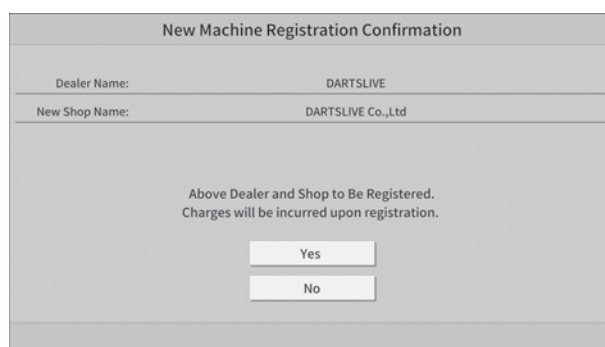 New Machine Registration Confirmation
Dealer Name: DARTSLIVE
New Shop Name: DARTSLIVE Co.,Ltd
Above Dealer and Shop to Be Registered.
Charges will be incurred upon registration.
Yes
No